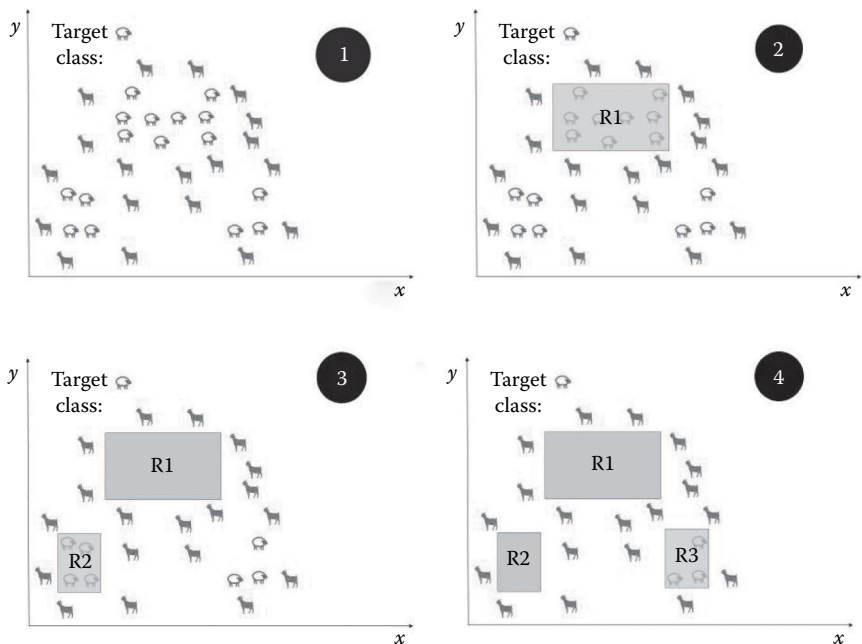 y
Target
class:
1
x
y
Target
class:
2
R1
x
y
Target
class:
3
R1
R2
x
y
Target
class:
4
R1
R2
R3
x